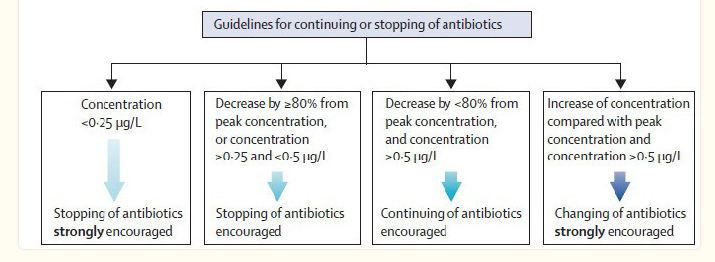 Guidelines for continuing or stopping of antibiotics
Concentration
<0·25 µg/L
Stopping of antibiotics
strongly encouraged
Decrease by ≥80% from
peak concentration,
or concentration
>0·25 and <0·5 µg/l
Stopping of antibiotics
encouraged
Decrease by <80% from
peak concentration,
and concentration
>0·5 µg/l
Continuing of antibiotics
encouraged
Increase of concentration
compared with peak
concentration and
concentration >0·5 µg/l
Changing of antibiotics
strongly encouraged